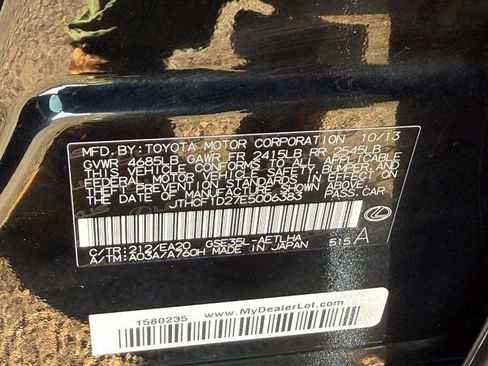 MFD. BY: TOYOTA MOTOR CORPORATION 10/13
GVWR 4685LB GAWR FR 2415LB RR 2545LB
THIS VEHICLE CONFORMS TO ALL APPLICABLE
FEDERAL MOTOR VEHICLE SAFETY, BUMPER, AND
THEFT PREVENTION STANDARDS IN EFFECT ON
THE DATE OF MANUFACTURE SHOWN ABOVE.
JTHCF1D27E5006383 PASS.CAR
C/TR:212/EA20 GSE35L-AETLHA
A/TM: A03A/A760H MADE IN JAPAN 515 A
1580235 www.MyDealerLot.com